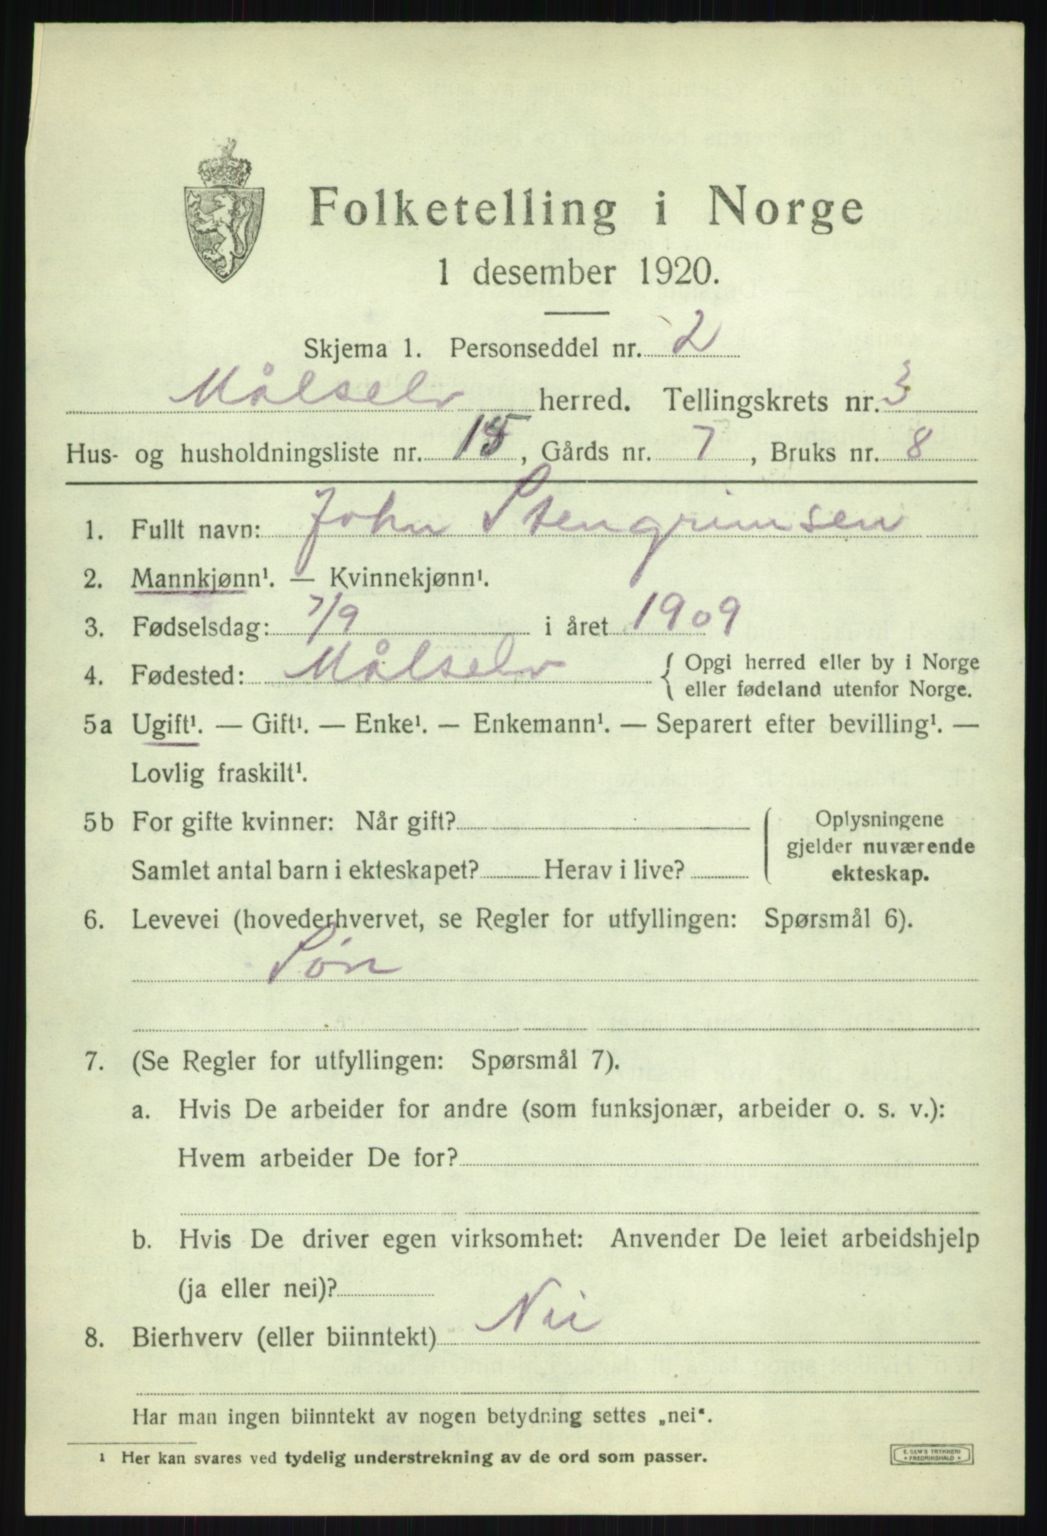 Folketelling i Norge
1 desember 1920.
Skjema 1. Personseddel nr. 2
Målselv herred. Tellingskrets nr. 3
Hus- og husholdningsliste nr. 15, Gårds nr. 7, Bruks nr. 8
1. Fullt navn: John Stengrimsen
2. Mannkjønn¹. — Kvinnekjønn¹.
3. Fødselsdag: 7/9 i året 1909
4. Fødested: Målselv { Opgi herred eller by i Norge
eller fødeland utenfor Norge.
5a Ugift¹. — Gift¹. — Enke¹. — Enkemann¹. — Separert efter bevilling¹. —
Lovlig fraskilt¹.
5b For gifte kvinner: Når gift?
Samlet antal barn i ekteskapet? Herav i live?
Oplysningene
gjelder nuværende
ekteskap.
6. Levevei (hovederhvervet, se Regler for utfyllingen: Spørsmål 6).
Søn
7. (Se Regler for utfyllingen: Spørsmål 7).
a. Hvis De arbeider for andre (som funksjonær, arbeider o. s. v.):
Hvem arbeider De for?
b. Hvis De driver egen virksomhet: Anvender De leiet arbeidshjelp
(ja eller nei)?
8. Bierhverv (eller biinntekt) Nei
Har man ingen biinntekt av nogen betydning settes „nei“.
¹ Her kan svares ved tydelig understrekning av de ord som passer.